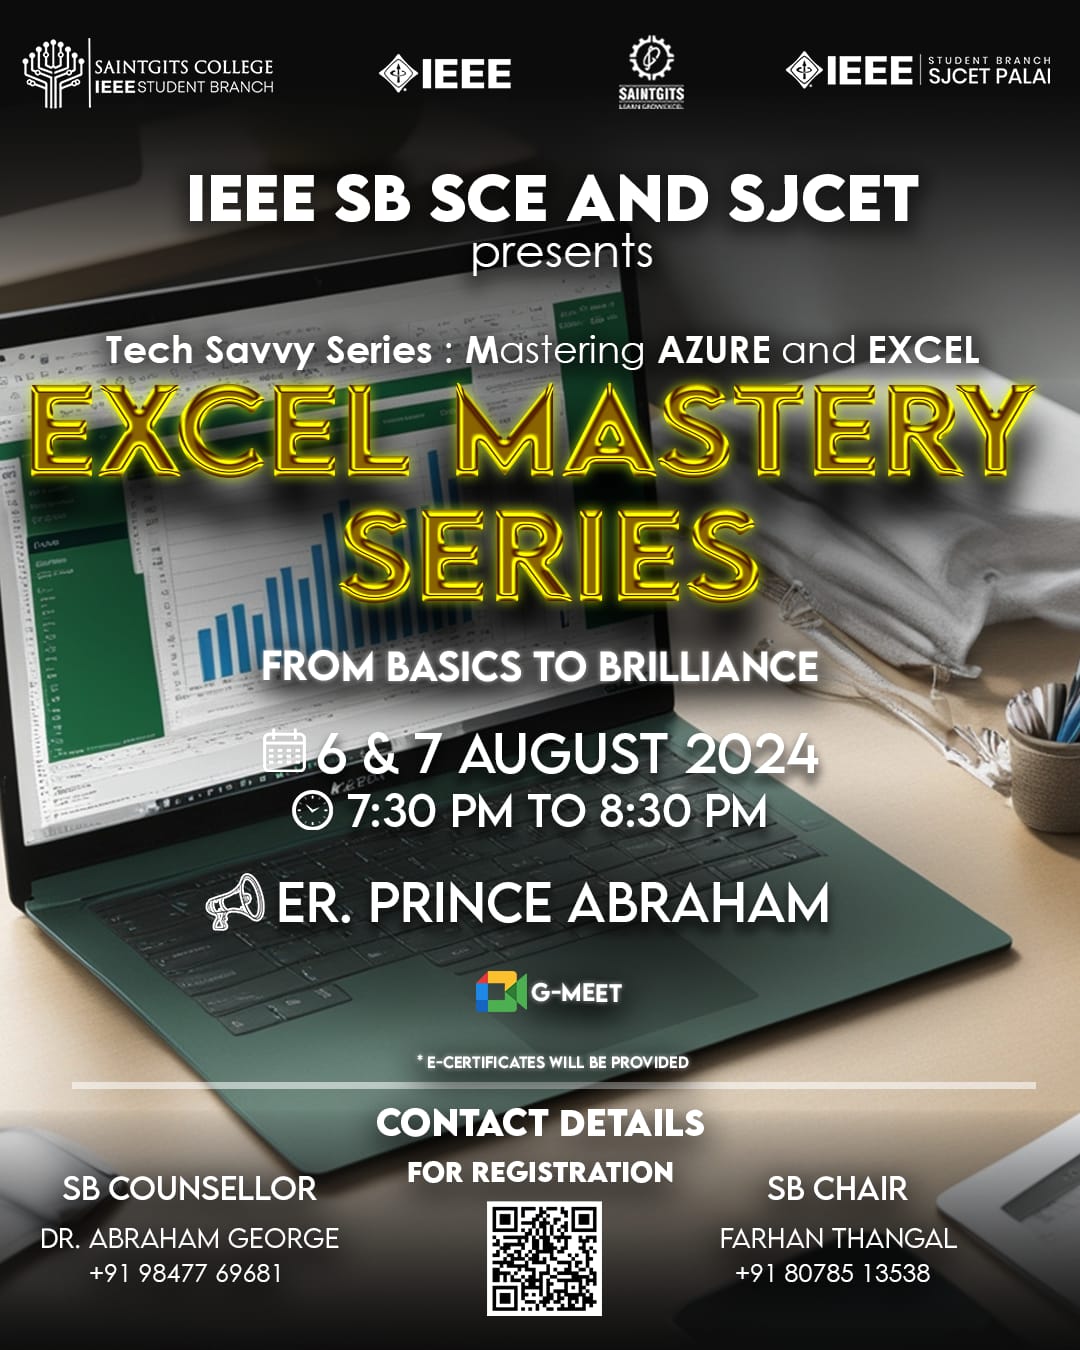 SAINTGITS COLLEGE
IEEE STUDENT BRANCH
IEEE
SAINTGITS
LEARN.GROW.EXCEL
IEEE
STUDENT BRANCH
SJCET PALAI
IEEE SB SCE AND SJCET
presents
Tech Savvy Series : Mastering AZURE and EXCEL
EXCEL MASTERY
SERIES
FROM BASICS TO BRILLIANCE
6 & 7 AUGUST 2024
7:30 PM TO 8:30 PM
ER. PRINCE ABRAHAM
G-MEET
* E-CERTIFICATES WILL BE PROVIDED
CONTACT DETAILS
FOR REGISTRATION
SB COUNSELLOR
DR. ABRAHAM GEORGE
+91 98477 69681
SB CHAIR
FARHAN THANGAL
+91 80785 13538